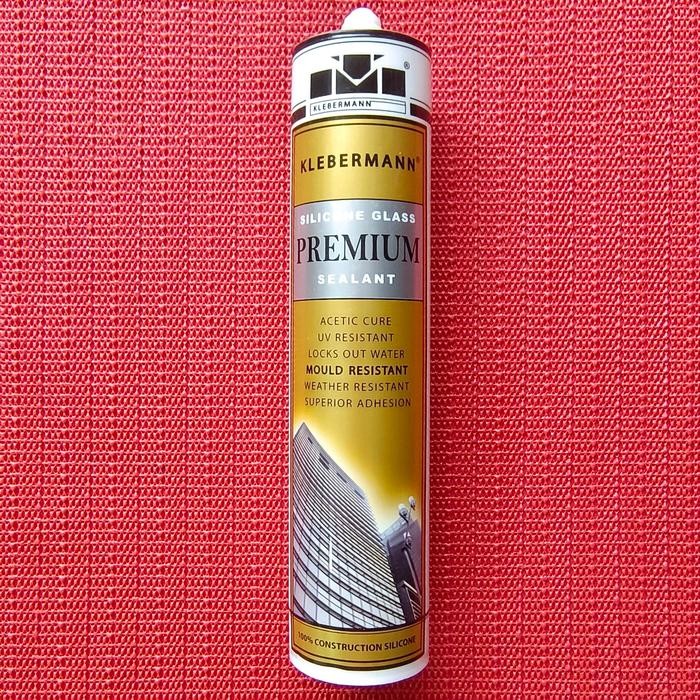 KLEBERMANN
KLEBERMANN®
SILICONE GLASS
PREMIUM
SEALANT
ACETIC CURE
UV RESISTANT
LOCKS OUT WATER
MOULD RESISTANT
WEATHER RESISTANT
SUPERIOR ADHESION
100% CONSTRUCTION SILICONE